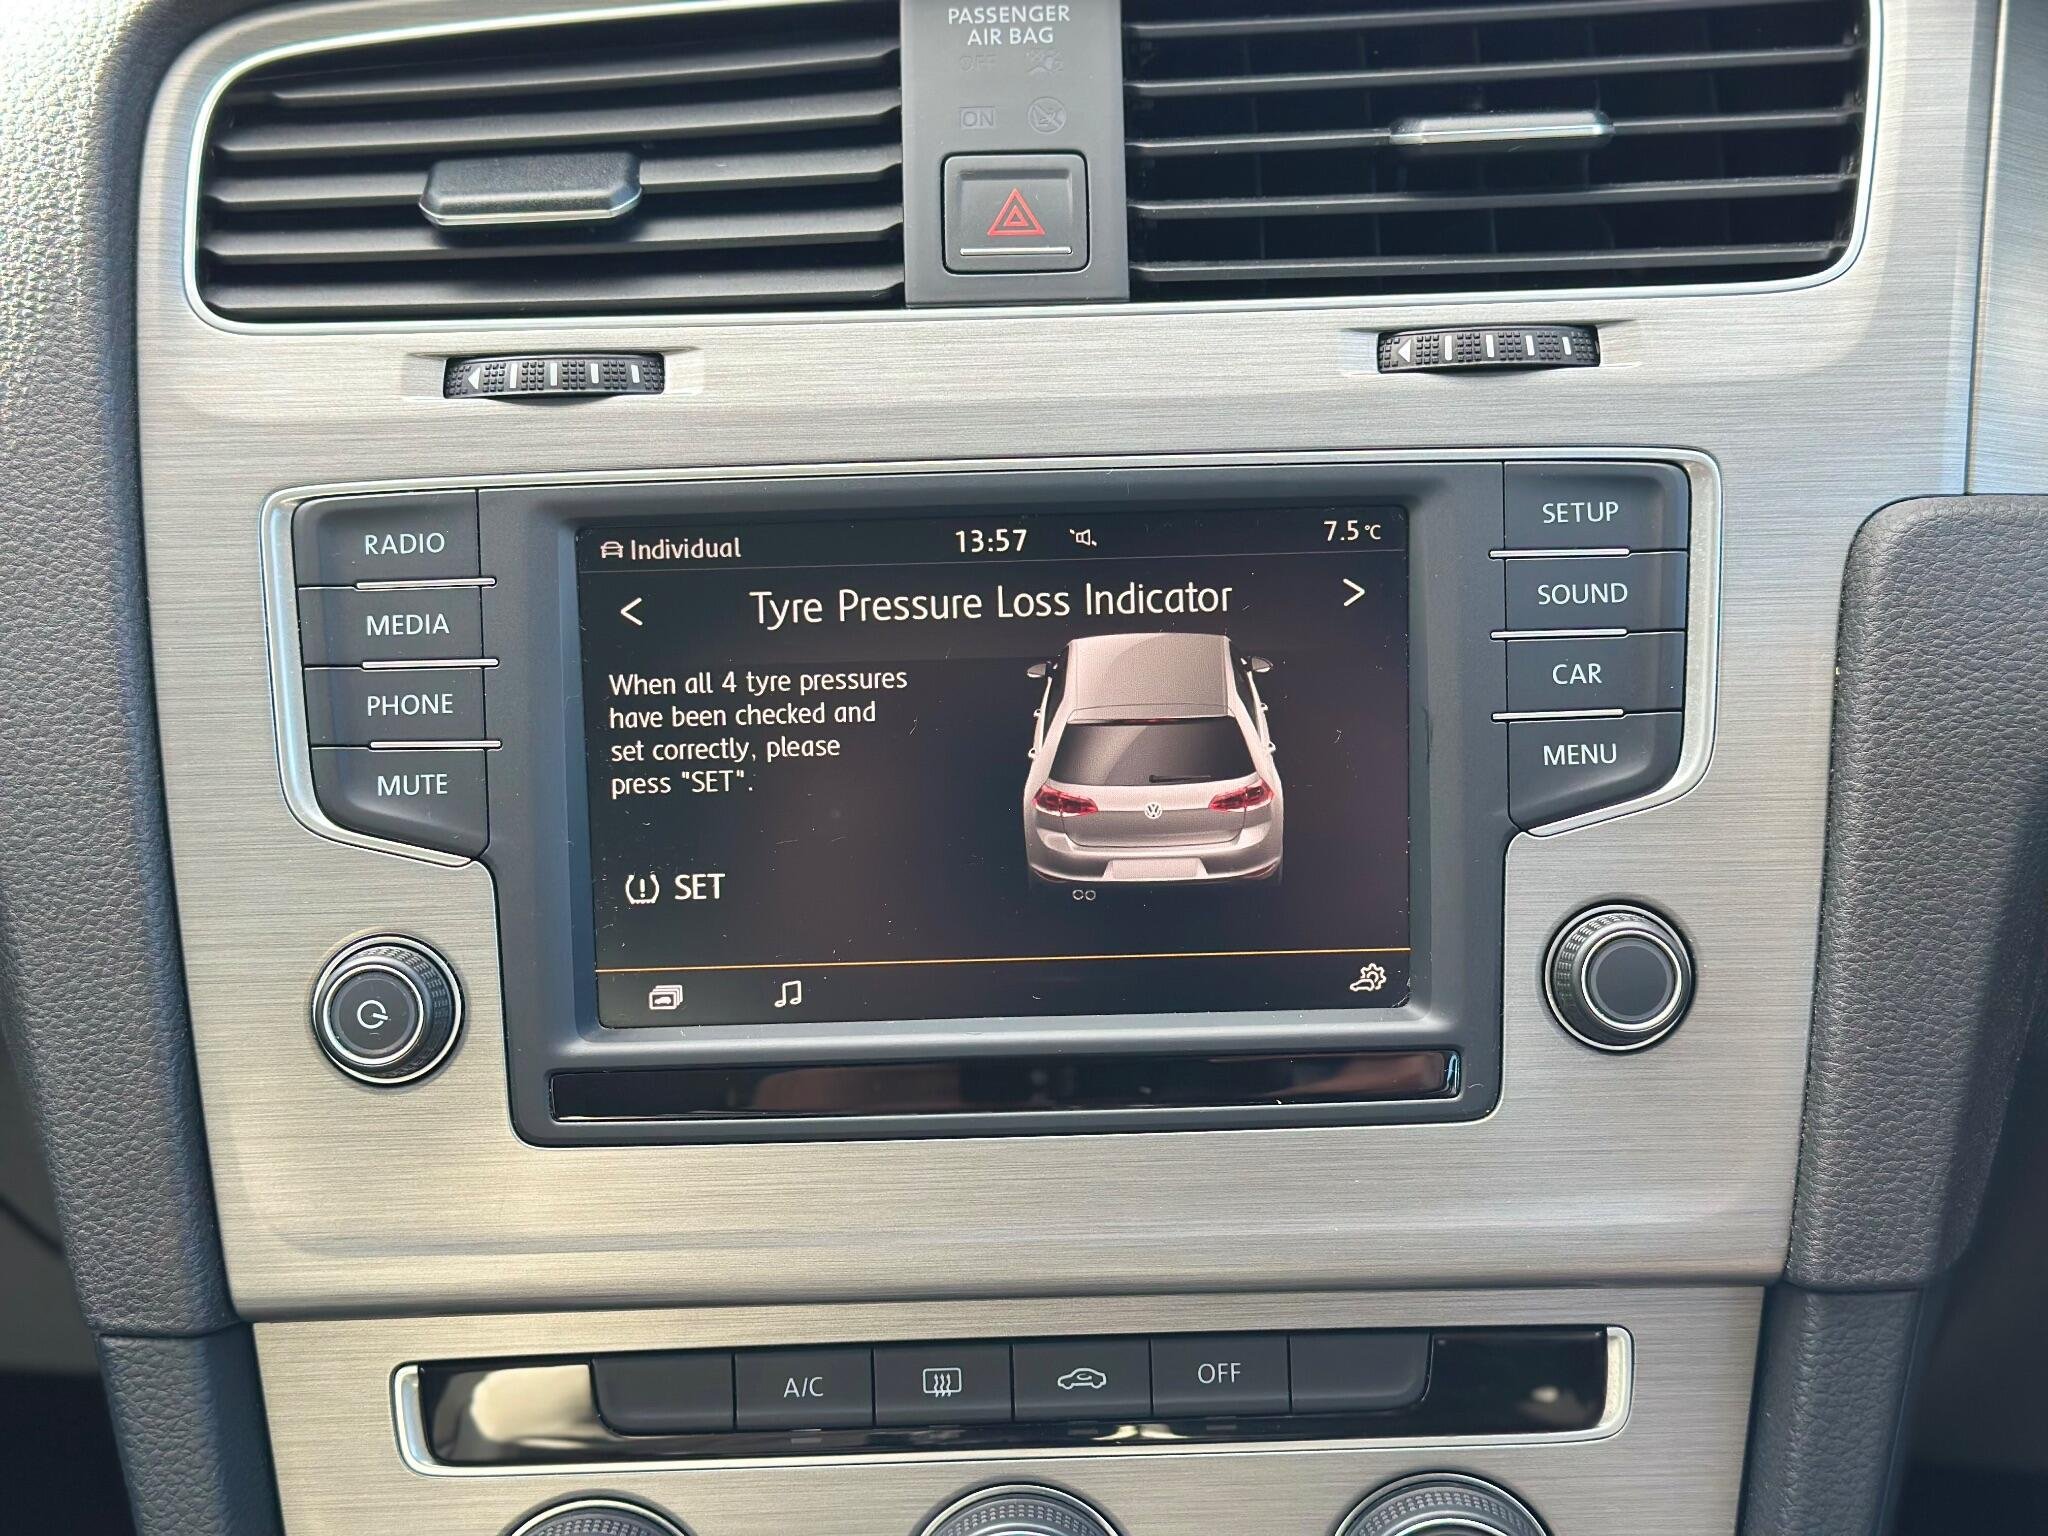 PASSENGER
AIR BAG
OFF
ON
RADIO
MEDIA
PHONE
MUTE
Individual
13:57
7.5°C
< Tyre Pressure Loss Indicator >
When all 4 tyre pressures
have been checked and
set correctly, please
press "SET".
SET
SETUP
SOUND
CAR
MENU
A/C
OFF